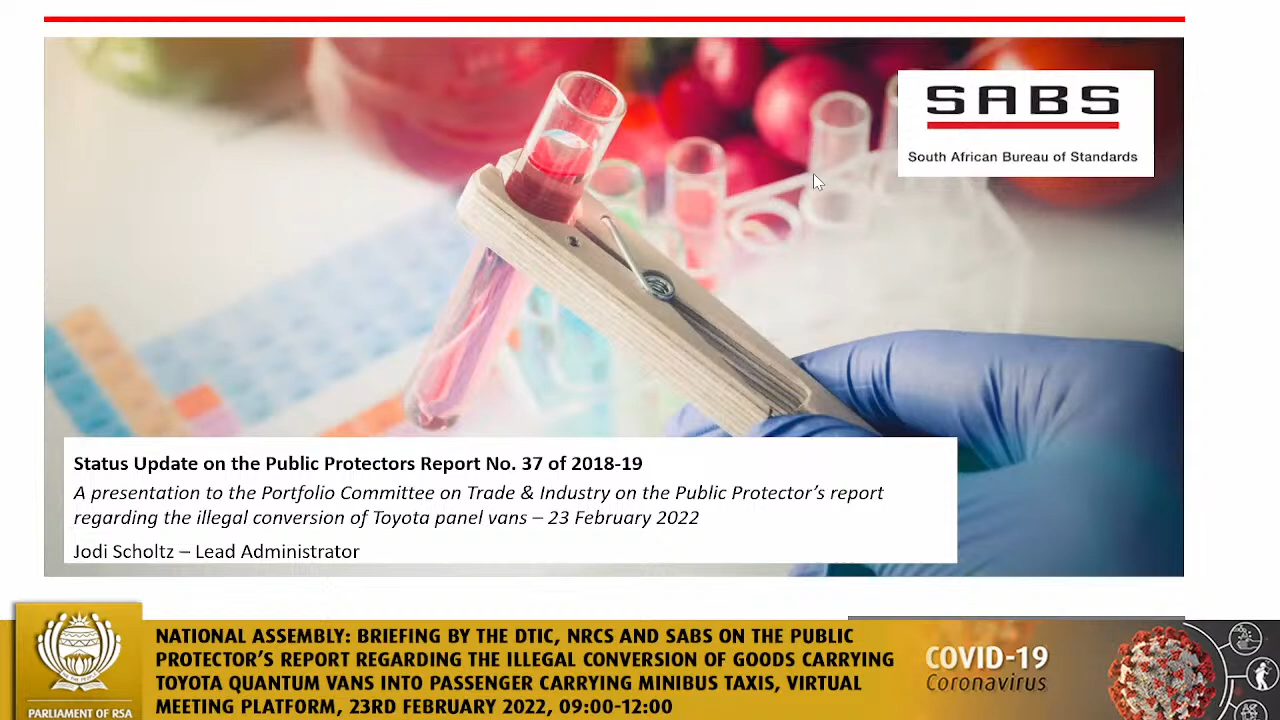 SABS
South African Bureau of Standards
Status Update on the Public Protectors Report No. 37 of 2018-19
A presentation to the Portfolio Committee on Trade & Industry on the Public Protector's report
regarding the illegal conversion of Toyota panel vans – 23 February 2022
Jodi Scholtz – Lead Administrator
PARLIAMENT OF RSA
NATIONAL ASSEMBLY: BRIEFING BY THE DTIC, NRCS AND SABS ON THE PUBLIC
PROTECTOR'S REPORT REGARDING THE ILLEGAL CONVERSION OF GOODS CARRYING
TOYOTA QUANTUM VANS INTO PASSENGER CARRYING MINIBUS TAXIS, VIRTUAL
MEETING PLATFORM, 23RD FEBRUARY 2022, 09:00-12:00
COVID-19
Coronavirus